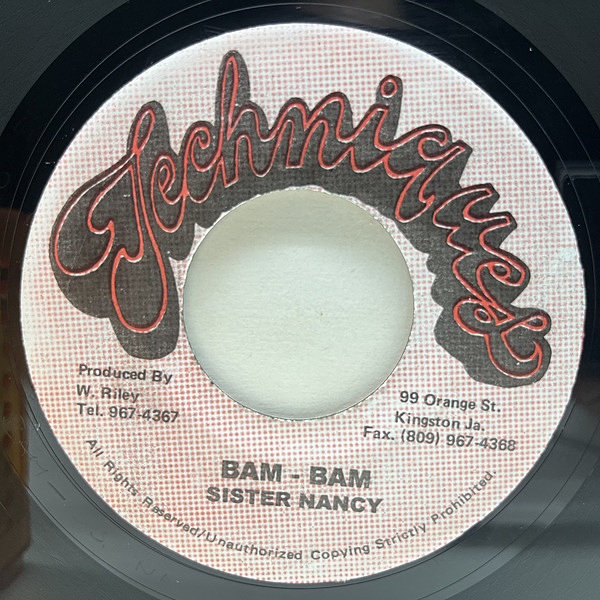 Techniques
Produced By
W. Riley
Tel. 967-4367
99 Orange St.
Kingston Ja.
Fax. (809) 967-4368
BAM - BAM
SISTER NANCY
All Rights Reserved/Unauthorized Copying Strictly Prohibited.